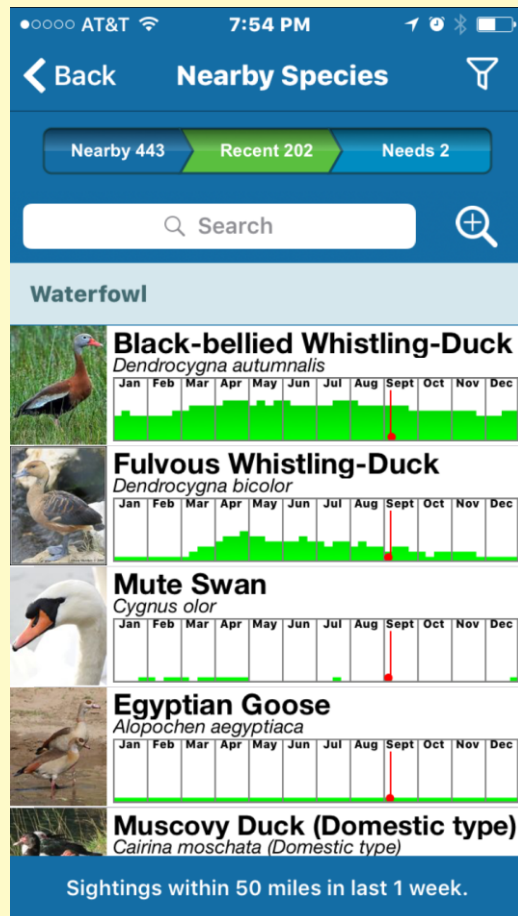 AT&T 7:54 PM
Back Nearby Species
Nearby 443 Recent 202 Needs 2
Search
Waterfowl
Black-bellied Whistling-Duck
Dendrocygna autumnalis
Jan Feb Mar Apr May Jun Jul Aug Sept Oct Nov Dec
Fulvous Whistling-Duck
Dendrocygna bicolor
Jan Feb Mar Apr May Jun Jul Aug Sept Oct Nov Dec
Mute Swan
Cygnus olor
Jan Feb Mar Apr May Jun Jul Aug Sept Oct Nov Dec
Egyptian Goose
Alopochen aegyptiaca
Jan Feb Mar Apr May Jun Jul Aug Sept Oct Nov Dec
Muscovy Duck (Domestic type)
Cairina moschata (Domestic type)
Sightings within 50 miles in last 1 week.